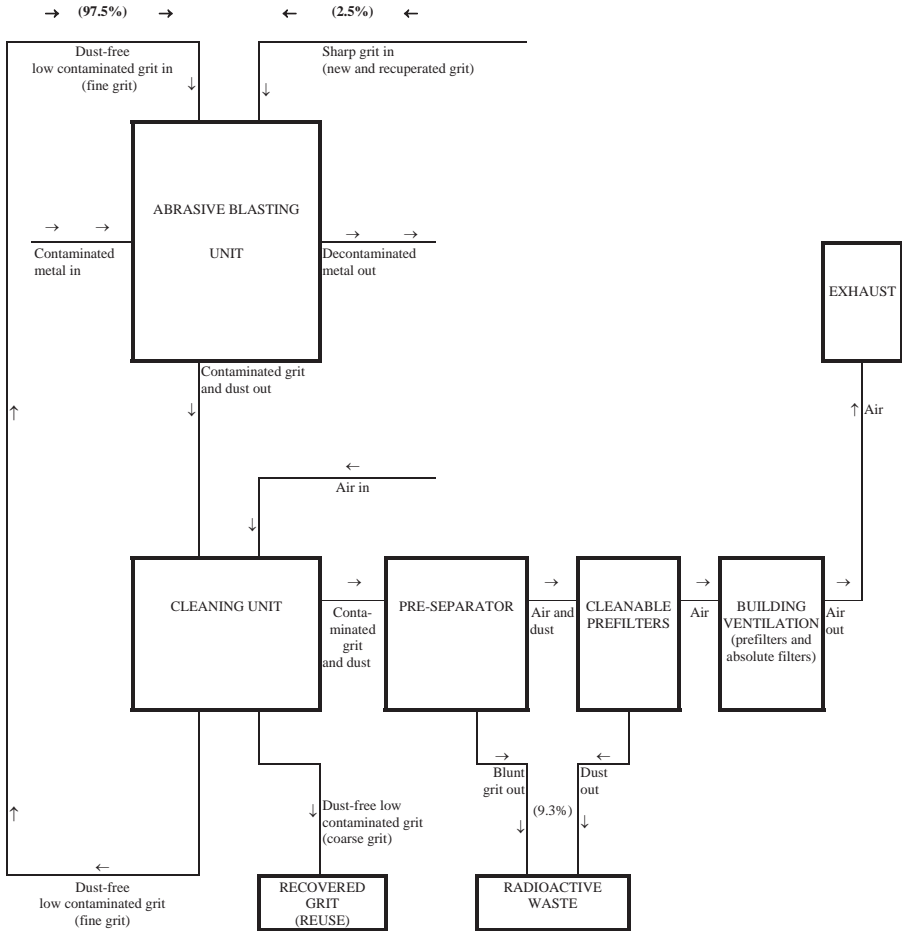 → (97.5%) →
← (2.5%) ←
Dust-free
low contaminated grit in
(fine grit)
↓
Sharp grit in
(new and recuperated grit)
↓
ABRASIVE BLASTING
UNIT
→ →
Contaminated
metal in
→ →
Decontaminated
metal out
EXHAUST
Contaminated grit
and dust out
↓
↑
↑ Air
←
Air in
↓
CLEANING UNIT
→
Conta-
minated
grit
and dust
PRE-SEPARATOR
→
Air and
dust
CLEANABLE
PREFILTERS
→
Air
BUILDING
VENTILATION
(prefilters and
absolute filters)
→
Air
out
→
Blunt
grit out
↓
(9.3%)
←
Dust
out
↓
↑
↓
Dust-free low
contaminated grit
(coarse grit)
←
Dust-free
low contaminated grit
(fine grit)
RECOVERED
GRIT
(REUSE)
RADIOACTIVE
WASTE